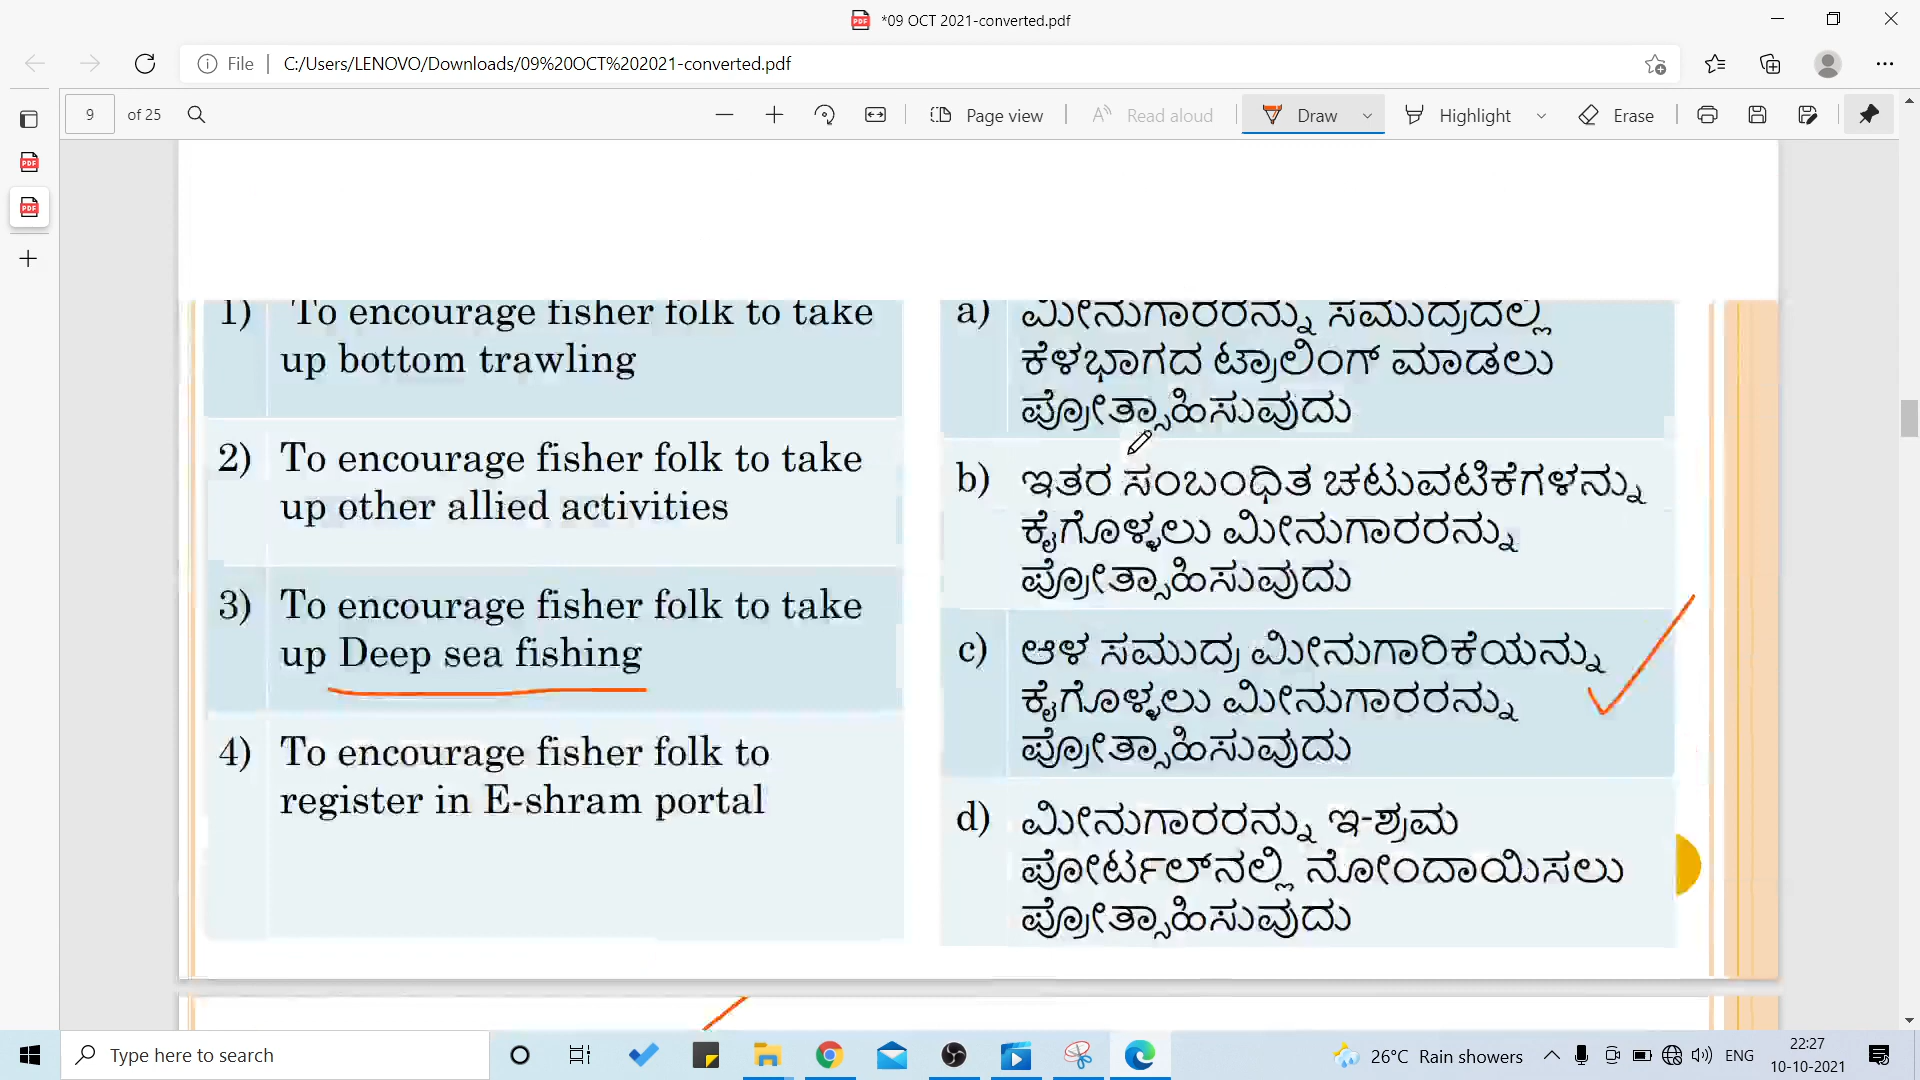 *09 OCT 2021-converted.pdf
File
C:/Users/LENOVO/Downloads/09%20OCT%202021-converted.pdf
9 of 25
Page view
Read aloud
Draw
Highlight
Erase
1) To encourage fisher folk to take
up bottom trawling
2) To encourage fisher folk to take
up other allied activities
3) To encourage fisher folk to take
up Deep sea fishing
4) To encourage fisher folk to
register in E-shram portal
a) ಮೀನುಗಾರರನ್ನು ಸಮುದ್ರದಲ್ಲಿ
ಕೆಳಭಾಗದ ಟ್ರಾಲಿಂಗ್ ಮಾಡಲು
ಪ್ರೋತ್ಸಾಹಿಸುವುದು
b) ಇತರ ಸಂಬಂಧಿತ ಚಟುವಟಿಕೆಗಳನ್ನು
ಕೈಗೊಳ್ಳಲು ಮೀನುಗಾರರನ್ನು
ಪ್ರೋತ್ಸಾಹಿಸುವುದು
c) ಆಳ ಸಮುದ್ರ ಮೀನುಗಾರಿಕೆಯನ್ನು
ಕೈಗೊಳ್ಳಲು ಮೀನುಗಾರರನ್ನು
ಪ್ರೋತ್ಸಾಹಿಸುವುದು
d) ಮೀನುಗಾರರನ್ನು ಇ-ಶ್ರಮ
ಪೋರ್ಟಲ್‌ನಲ್ಲಿ ನೋಂದಾಯಿಸಲು
ಪ್ರೋತ್ಸಾಹಿಸುವುದು
Type here to search
26°C Rain showers
ENG
22:27
10-10-2021